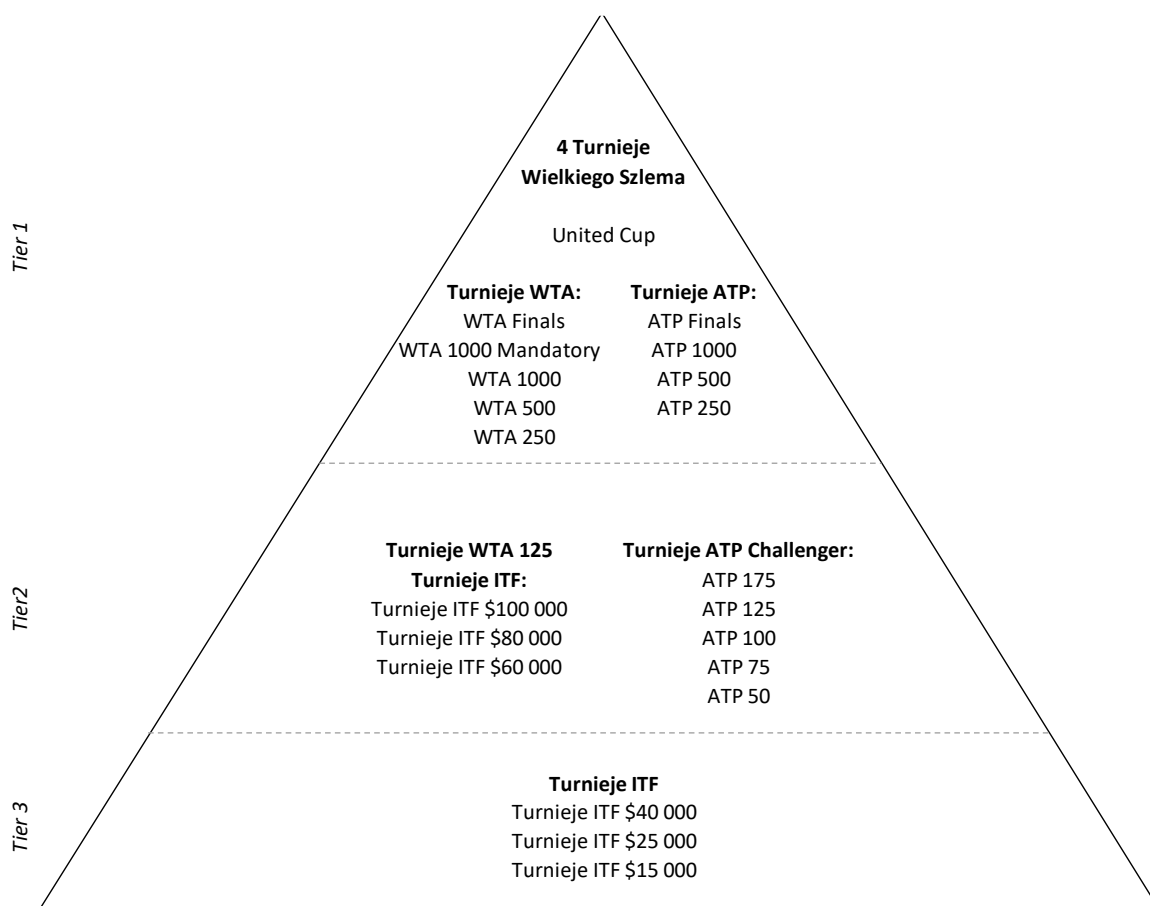 Tier 1
4 Turnieje
Wielkiego Szlema
United Cup
Turnieje WTA:
WTA Finals
WTA 1000 Mandatory
WTA 1000
WTA 500
WTA 250
Turnieje ATP:
ATP Finals
ATP 1000
ATP 500
ATP 250
Tier2
Turnieje WTA 125
Turnieje ITF:
Turnieje ITF $100 000
Turnieje ITF $80 000
Turnieje ITF $60 000
Turnieje ATP Challenger:
ATP 175
ATP 125
ATP 100
ATP 75
ATP 50
Tier 3
Turnieje ITF
Turnieje ITF $40 000
Turnieje ITF $25 000
Turnieje ITF $15 000